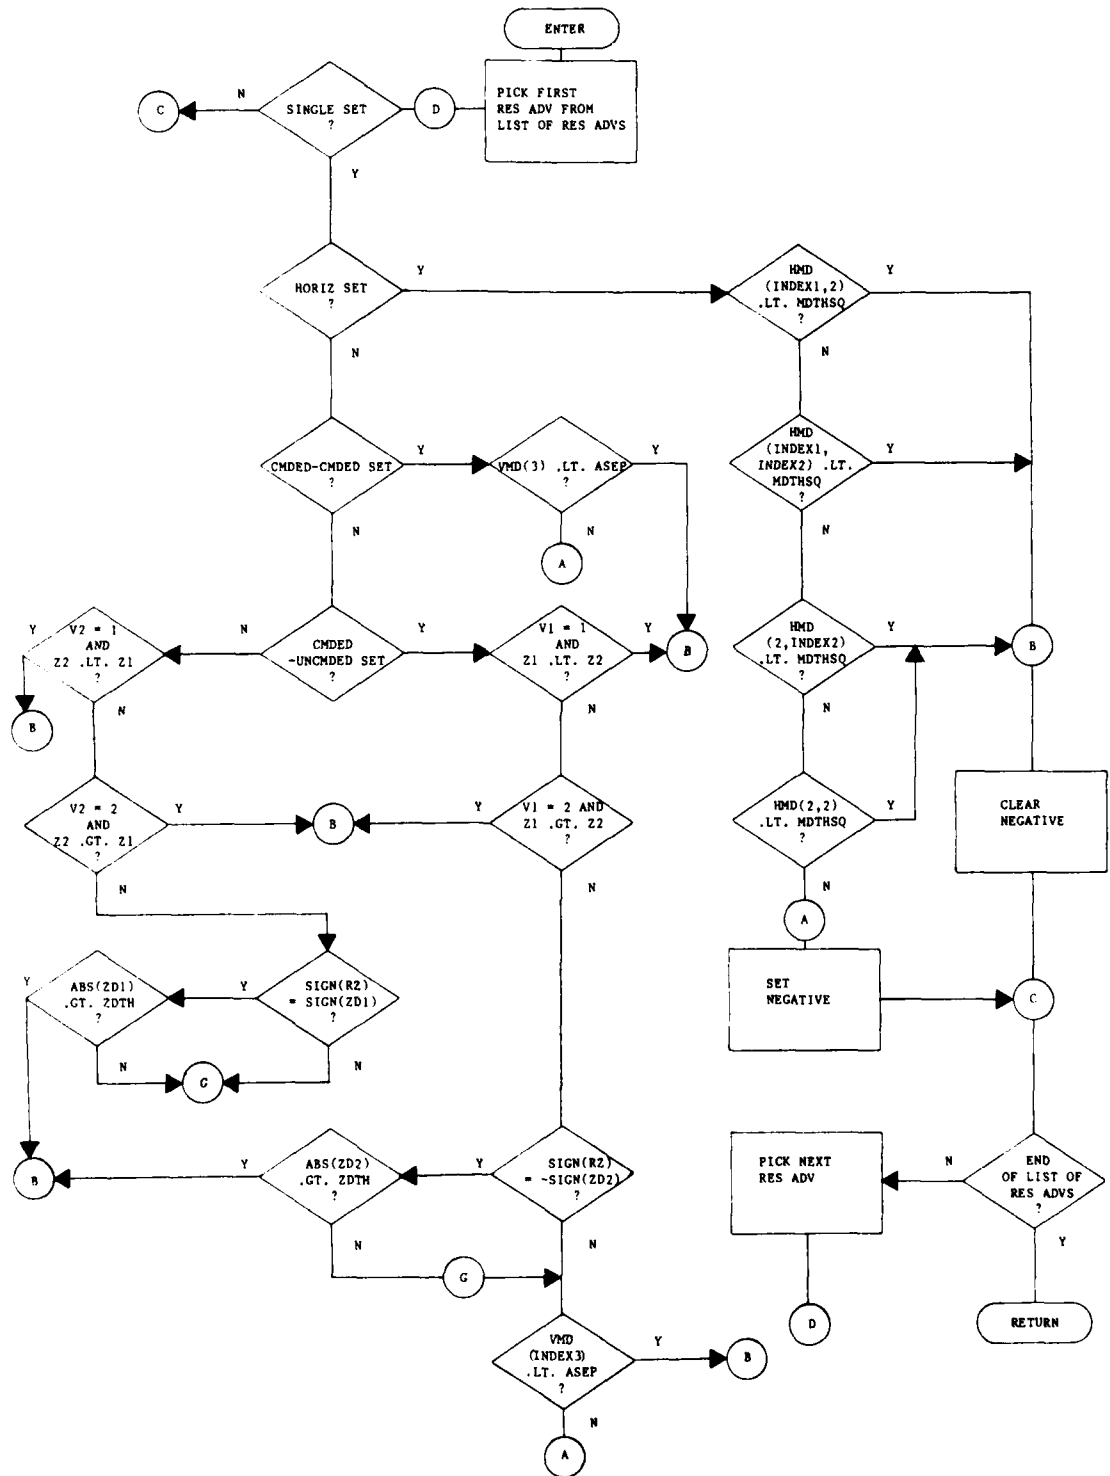 ENTER
PICK FIRST
RES ADV FROM
LIST OF RES ADVS
D
SINGLE SET
?
N
C
Y
HORIZ SET
?
Y
N
HMD
(INDEX1,2)
.LT. MDTHSQ
?
Y
N
CMDED-CMDED SET
?
Y
N
VMD(3) .LT. ASEP
?
Y
N
A
HMD
(INDEX1,
INDEX2) .LT.
MDTHSQ
?
Y
N
CMDED
-UNCMDED SET
?
N
Y
V2 = 1
AND
Z2 .LT. Z1
?
Y
N
B
V1 = 1
AND
Z1 .LT. Z2
?
Y
N
B
HMD
(2,INDEX2)
.LT. MDTHSQ
?
Y
N
B
V2 = 2
AND
Z2 .GT. Z1
?
Y
N
B
V1 = 2 AND
Z1 .GT. Z2
?
Y
N
HMD(2,2)
.LT. MDTHSQ
?
Y
N
CLEAR
NEGATIVE
A
SET
NEGATIVE
C
ABS(ZD1)
.GT. ZDTH
?
Y
N
SIGN(RZ)
= SIGN(ZD1)
?
Y
N
G
B
ABS(ZD2)
.GT. ZDTH
?
Y
N
SIGN(RZ)
= -SIGN(ZD2)
?
Y
N
G
PICK NEXT
RES ADV
N
END
OF LIST OF
RES ADVS
?
Y
D
RETURN
VMD
(INDEX3)
.LT. ASEP
?
Y
B
N
A